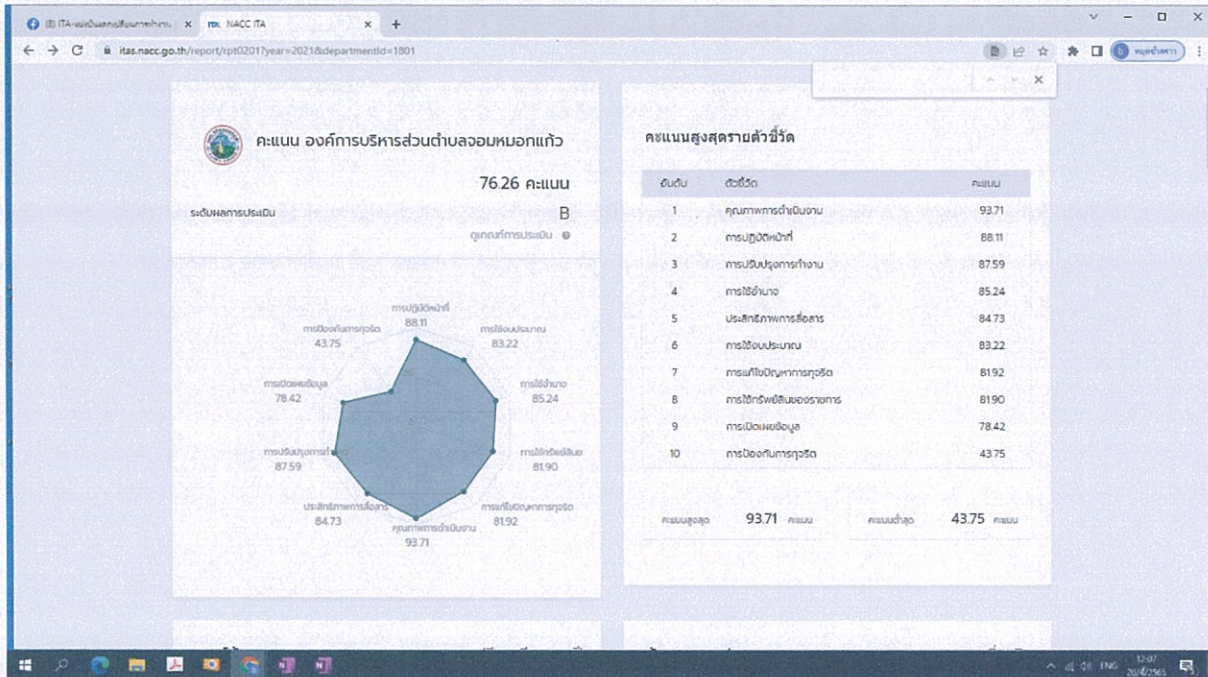 NACC ITA
itas.nacc.go.th/report/rpt0201?year=2021&departmentId=1801
คะแนน องค์การบริหารส่วนตำบลจอมหมอกแก้ว
76.26 คะแนน
ระดับผลการประเมิน B
ดูเกณฑ์การประเมิน
การปฏิบัติหน้าที่
88.11
การป้องกันการทุจริต
43.75
การใช้งบประมาณ
83.22
การเปิดเผยข้อมูล
78.42
การใช้อำนาจ
85.24
การปรับปรุงการทำงาน
87.59
การใช้ทรัพย์สินข
81.90
ประสิทธิภาพการสื่อสาร
84.73
การแก้ไขปัญหาการทุจริต
81.92
คุณภาพการดำเนินงาน
93.71
คะแนนสูงสุดรายตัวชี้วัด
อันดับ ตัวชี้วัด คะแนน
1 คุณภาพการดำเนินงาน 93.71
2 การปฏิบัติหน้าที่ 88.11
3 การปรับปรุงการทำงาน 87.59
4 การใช้อำนาจ 85.24
5 ประสิทธิภาพการสื่อสาร 84.73
6 การใช้งบประมาณ 83.22
7 การแก้ไขปัญหาการทุจริต 81.92
8 การใช้ทรัพย์สินของราชการ 81.90
9 การเปิดเผยข้อมูล 78.42
10 การป้องกันการทุจริต 43.75
คะแนนสูงสุด 93.71 คะแนน คะแนนต่ำสุด 43.75 คะแนน
ENG
12:07
20/4/2565